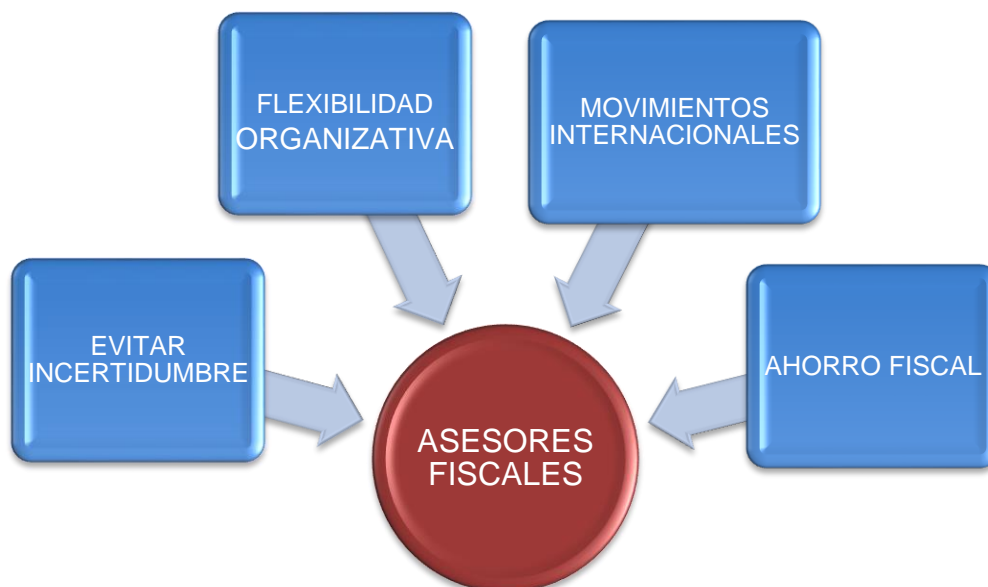 FLEXIBILIDAD
ORGANIZATIVA
MOVIMIENTOS
INTERNACIONALES
EVITAR
INCERTIDUMBRE
AHORRO FISCAL
ASESORES
FISCALES